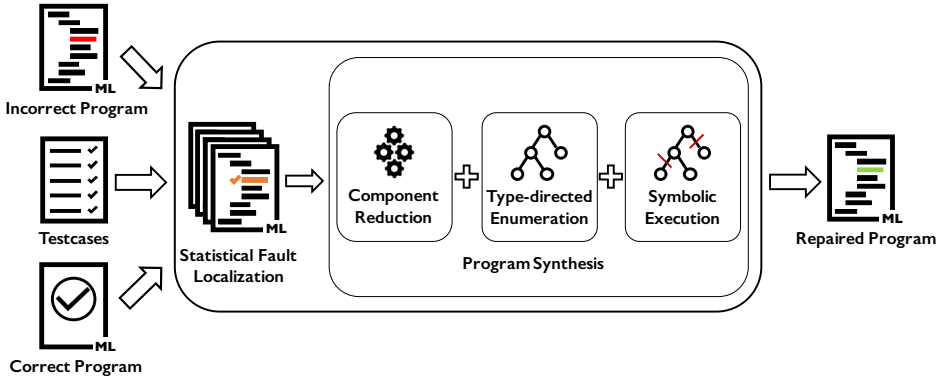 ML
Incorrect Program
Testcases
ML
Correct Program
ML
Statistical Fault
Localization
Component
Reduction
Type-directed
Enumeration
Symbolic
Execution
Program Synthesis
ML
Repaired Program